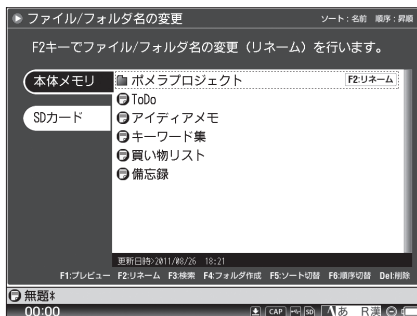 ファイル/フォルダ名の変更 ソート:名前 順序:昇順
F2キーでファイル/フォルダ名の変更(リネーム)を行います。
本体メモリ
SDカード
ポメラプロジェクト F2:リネーム
ToDo
アイディアメモ
キーワード集
買い物リスト
備忘録
更新日時>2011/08/26 18:21
F1:プレビュー F2:リネーム F3:検索 F4:フォルダ作成 F5:ソート切替 F6:順序切替 Del:削除
無題*
00:00 CAP SD あ R漢